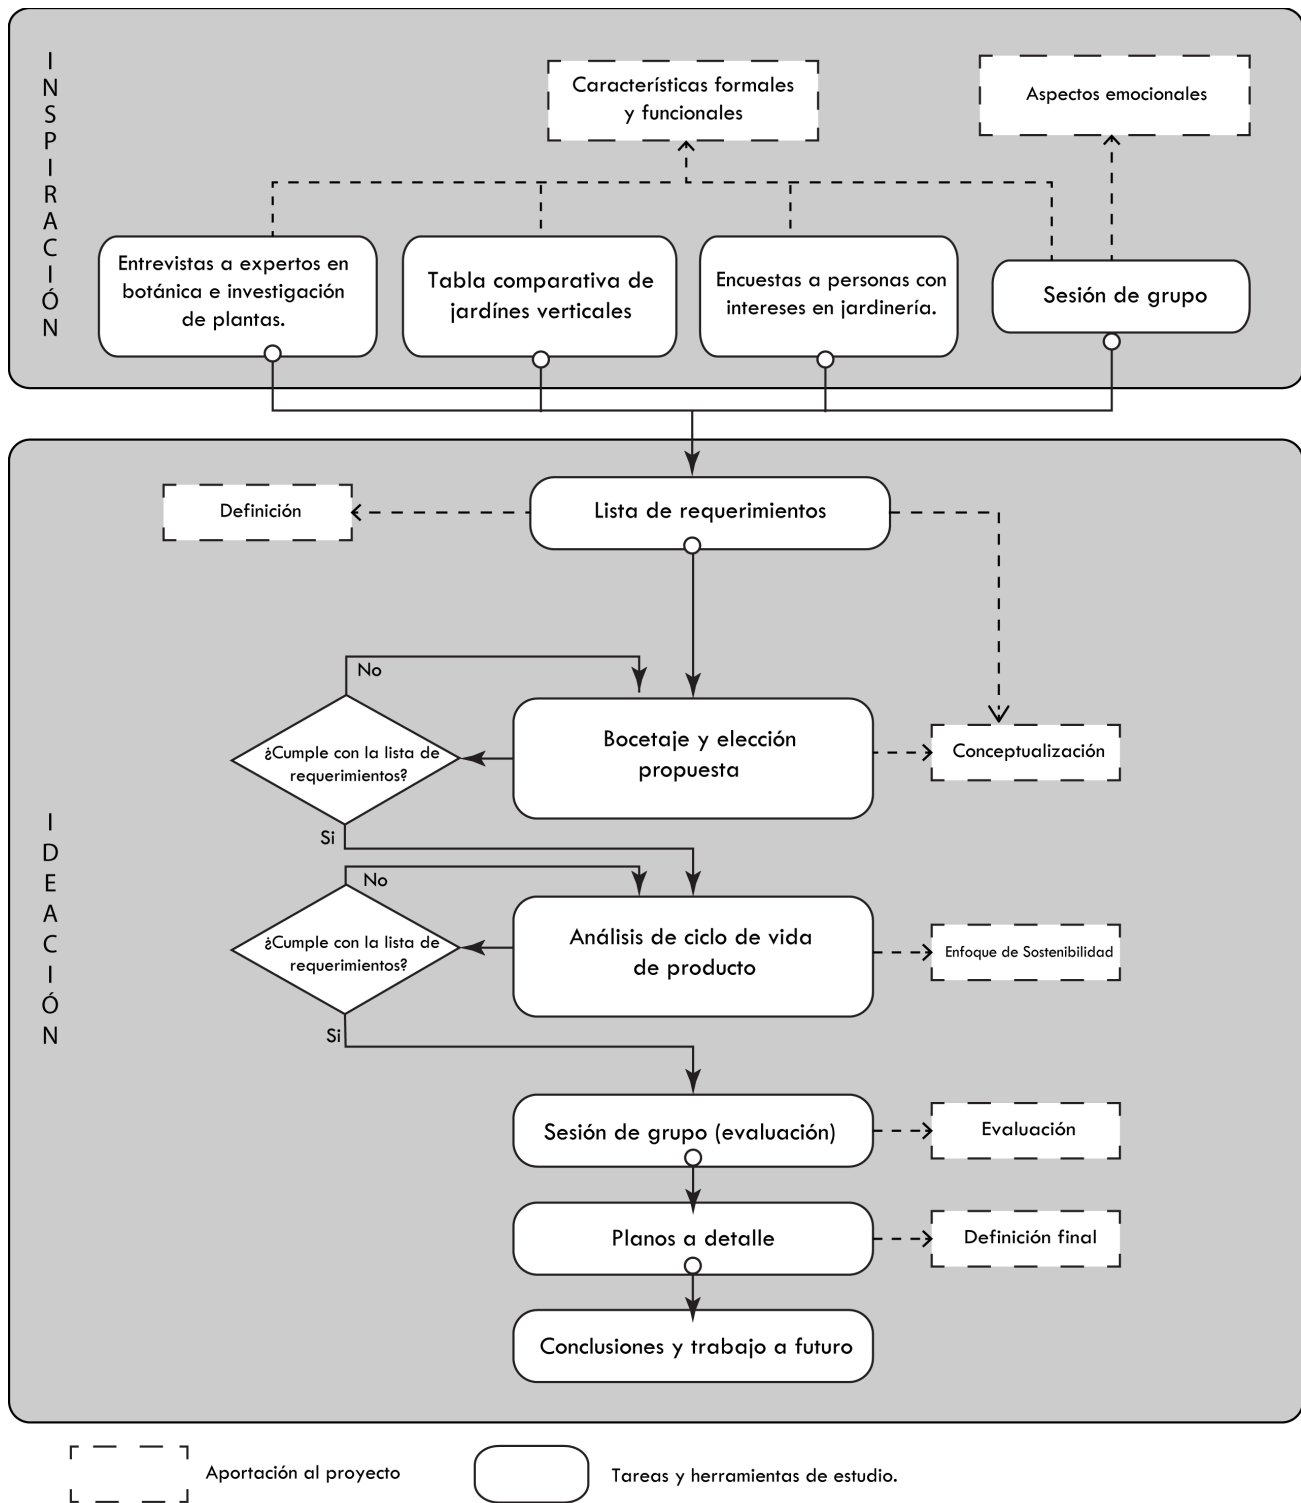 INSPIRACIÓN
Características formales
y funcionales
Aspectos emocionales
Entrevistas a expertos en
botánica e investigación
de plantas.
Tabla comparativa de
jardínes verticales
Encuestas a personas con
intereses en jardinería.
Sesión de grupo
IDEACIÓN
Definición
Lista de requerimientos
No
¿Cumple con la lista de
requerimientos?
Bocetaje y elección
propuesta
Conceptualización
Si
No
¿Cumple con la lista de
requerimientos?
Análisis de ciclo de vida
de producto
Enfoque de Sostenibilidad
Si
Sesión de grupo (evaluación)
Evaluación
Planos a detalle
Definición final
Conclusiones y trabajo a futuro
Aportación al proyecto
Tareas y herramientas de estudio.